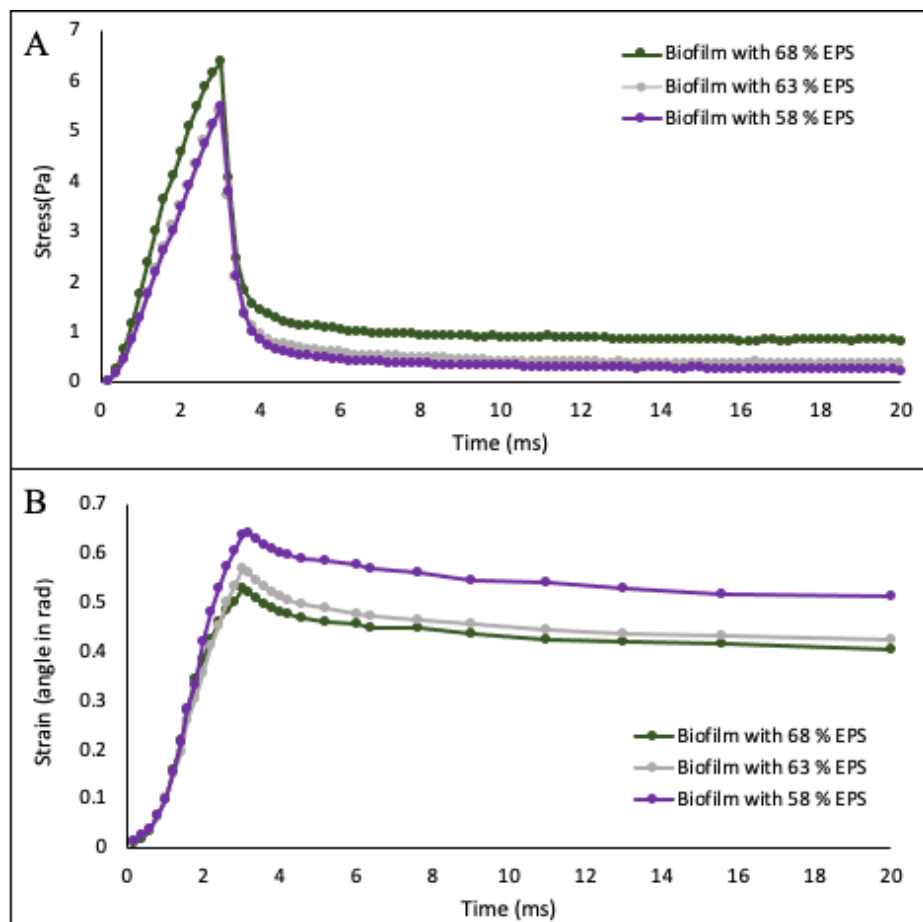 A
7
6
5
4
3
2
1
0
Stress(Pa)
Biofilm with 68 % EPS
Biofilm with 63 % EPS
Biofilm with 58 % EPS
0 2 4 6 8 10 12 14 16 18 20
Time (ms)
B
0.7
0.6
0.5
0.4
0.3
0.2
0.1
0
Strain (angle in rad)
Biofilm with 68 % EPS
Biofilm with 63 % EPS
Biofilm with 58 % EPS
0 2 4 6 8 10 12 14 16 18 20
Time (ms)